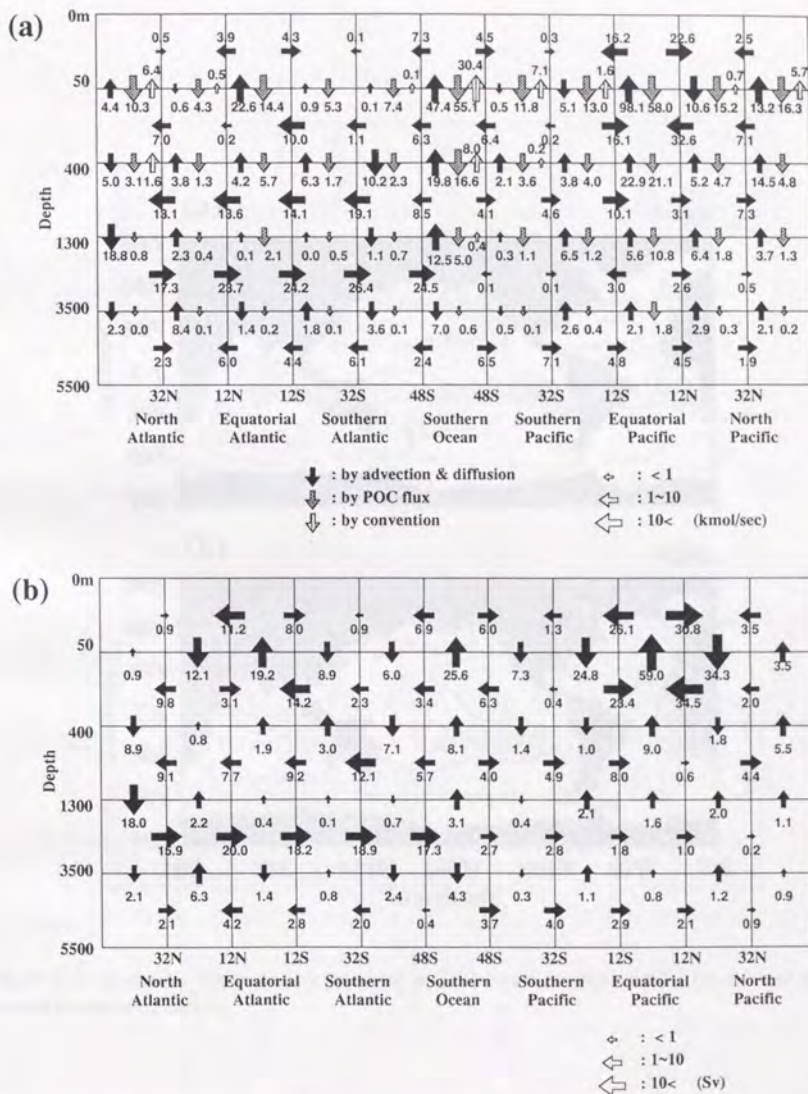 (a)
0m
0.5 3.9 4.3 0.1 7.3 4.5 0.3 16.2 22.6 2.5
50
6.4 0.5 0.1 30.4 7.1 1.6 0.7 5.7
4.4 10.3 0.6 4.3 22.6 14.4 0.9 5.3 0.1 7.4 47.4 55.1 0.5 11.8 5.1 13.0 98.1 58.0 10.6 15.2 13.2 16.3
7.0 0.2 10.0 1.1 6.3 6.4 0.2 16.1 32.6 7.1
400
8.0 0.2
5.0 3.1 11.6 3.8 1.3 4.2 5.7 6.3 1.7 10.2 2.3 19.8 16.6 2.1 3.6 3.8 4.0 22.9 21.1 5.2 4.7 14.5 4.8
Depth
13.1 13.6 14.1 19.1 8.5 4.1 4.6 10.1 3.1 7.3
1300
0.4
18.8 0.8 2.3 0.4 0.1 2.1 0.0 0.5 1.1 0.7 12.5 5.0 0.3 1.1 6.5 1.2 5.6 10.8 6.4 1.8 3.7 1.3
17.3 23.7 24.2 26.4 24.5 0.1 0.1 3.0 2.6 0.5
3500
2.3 0.0 8.4 0.1 1.4 0.2 1.8 0.1 3.6 0.1 7.0 0.6 0.5 0.1 2.6 0.4 2.1 1.8 2.9 0.3 2.1 0.2
2.3 6.0 4.4 6.1 2.4 6.5 7.1 4.8 4.5 1.9
5500
32N 12N 12S 32S 48S 48S 32S 12S 12N 32N
North Equatorial Southern Southern Southern Equatorial North
Atlantic Atlantic Atlantic Ocean Pacific Pacific Pacific
: by advection & diffusion : < 1
: by POC flux : 1~10
: by convention : 10< (kmol/sec)
(b)
0m
0.9 11.2 8.0 0.9 6.9 6.0 1.3 26.1 30.8 3.5
50
0.9 12.1 19.2 8.9 6.0 25.6 7.3 24.8 59.0 34.3 3.5
9.8 3.1 14.2 2.3 3.4 6.3 0.4 23.4 34.5 2.0
400
8.9 0.8 1.9 3.0 7.1 8.1 1.4 1.0 9.0 1.8 5.5
Depth
9.1 7.7 9.2 12.1 5.7 4.0 4.9 8.0 0.6 4.4
1300
18.0 2.2 0.4 0.1 0.7 3.1 0.4 2.1 1.6 2.0 1.1
15.9 20.0 18.2 18.9 17.3 2.7 2.8 1.8 1.0 0.2
3500
2.1 6.3 1.4 0.8 2.4 4.3 0.3 1.1 0.8 1.2 0.9
2.1 4.2 2.8 2.0 0.4 3.7 4.0 2.9 2.1 0.9
5500
32N 12N 12S 32S 48S 48S 32S 12S 12N 32N
North Equatorial Southern Southern Southern Equatorial North
Atlantic Atlantic Atlantic Ocean Pacific Pacific Pacific
: < 1
: 1~10
: 10< (Sv)